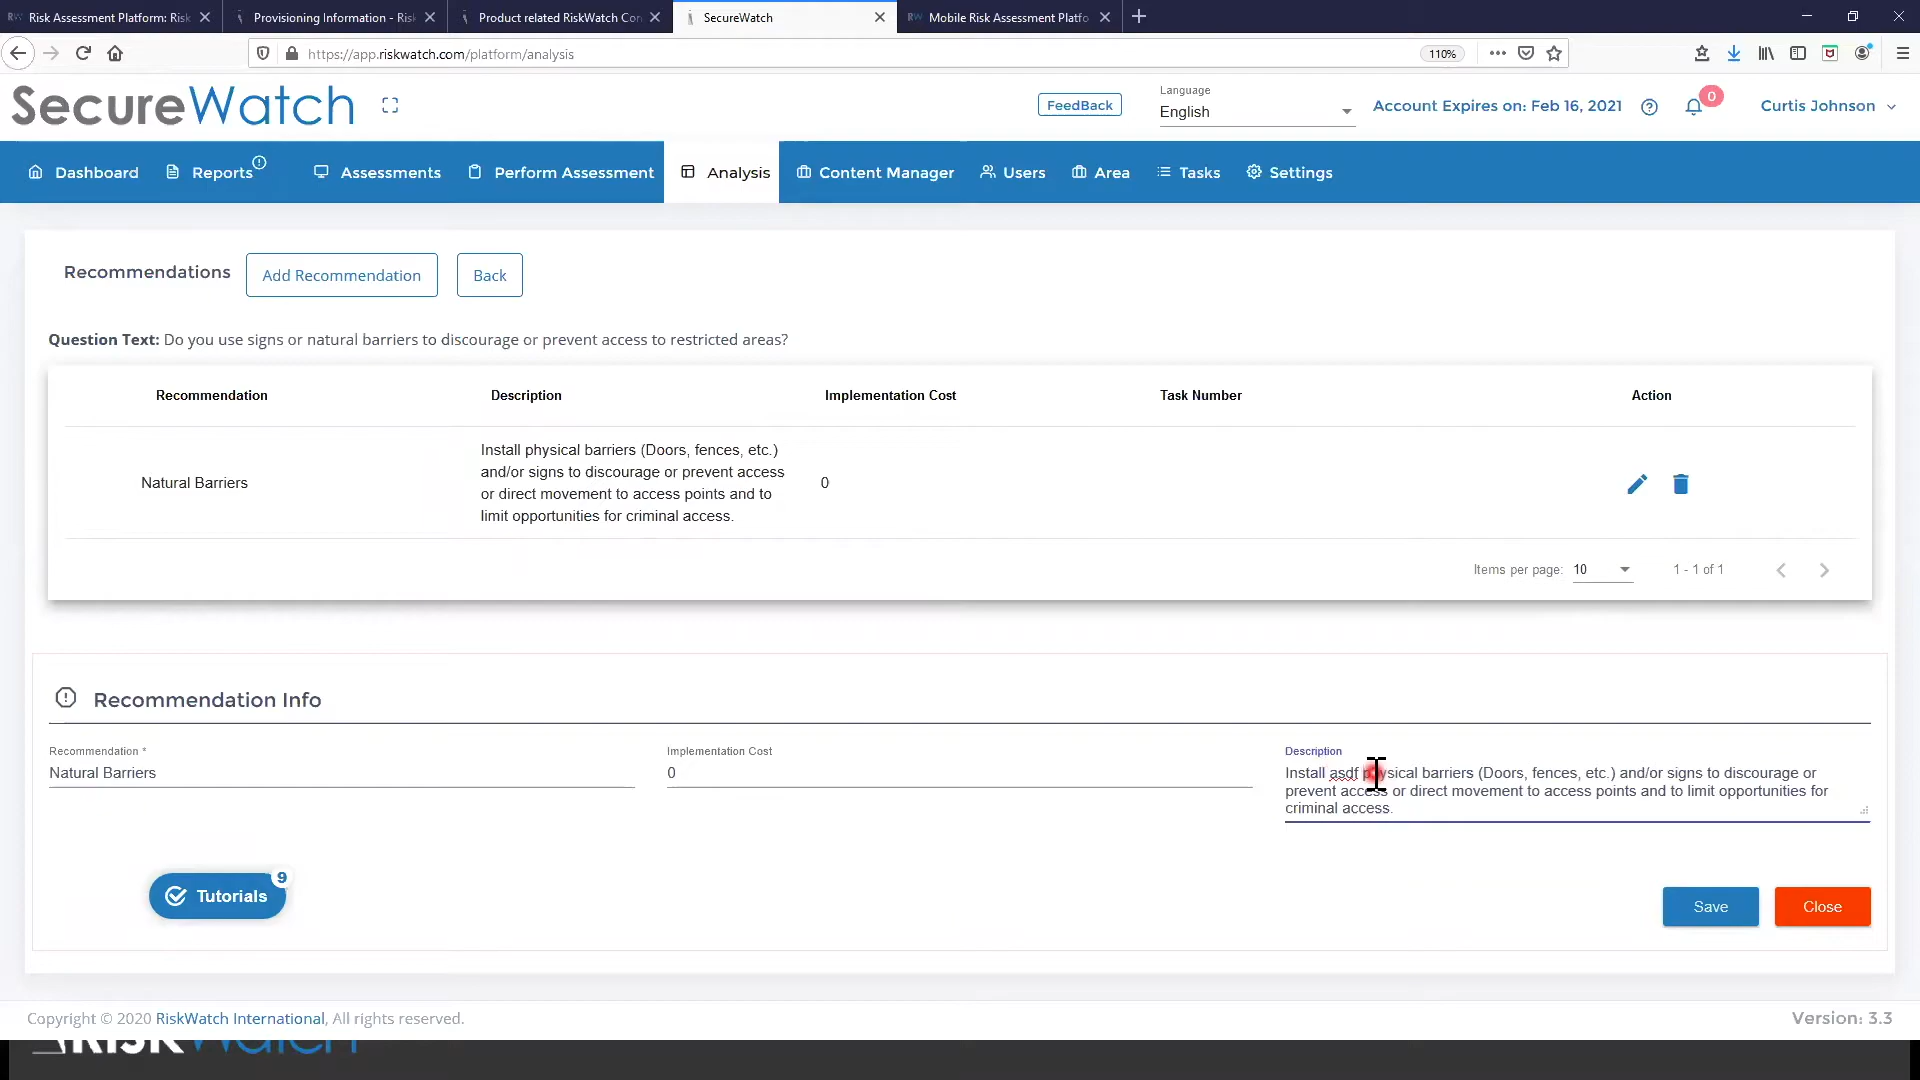 Risk Assessment Platform: Risk
Provisioning Information - Risk
Product related RiskWatch Con
SecureWatch
Mobile Risk Assessment Platfo
https://app.riskwatch.com/platform/analysis
110%
SecureWatch
FeedBack
Language
English
Account Expires on: Feb 16, 2021
0
Curtis Johnson
Dashboard
Reports
Assessments
Perform Assessment
Analysis
Content Manager
Users
Area
Tasks
Settings
Recommendations
Add Recommendation
Back
Question Text: Do you use signs or natural barriers to discourage or prevent access to restricted areas?
Recommendation
Description
Implementation Cost
Task Number
Action
Natural Barriers
Install physical barriers (Doors, fences, etc.)
and/or signs to discourage or prevent access
or direct movement to access points and to
limit opportunities for criminal access.
0
Items per page:
10
1 - 1 of 1
Recommendation Info
Recommendation *
Natural Barriers
Implementation Cost
0
Description
Install asdf physical barriers (Doors, fences, etc.) and/or signs to discourage or
prevent access or direct movement to access points and to limit opportunities for
criminal access.
Tutorials
9
Save
Close
Copyright © 2020 RiskWatch International, All rights reserved.
Version: 3.3
RISKWatch